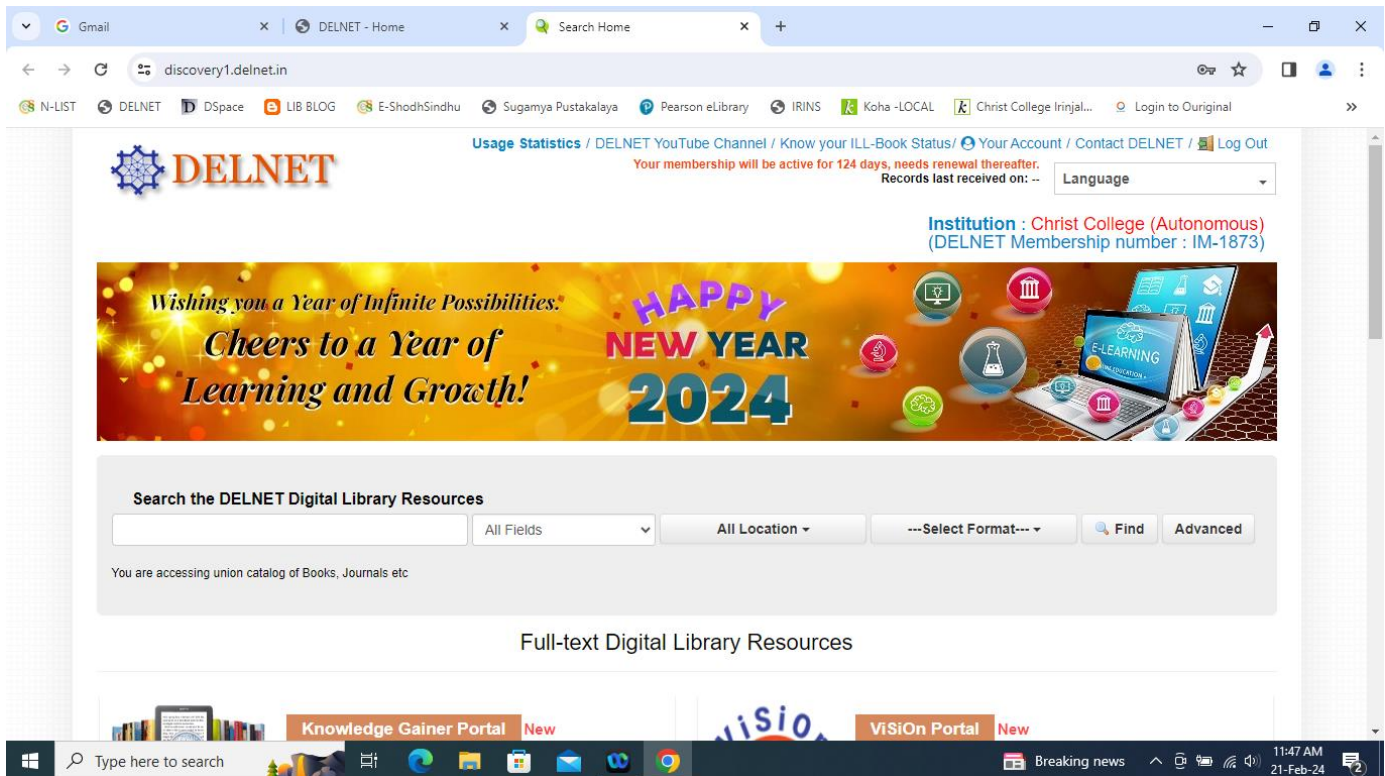 Gmail
DELNET - Home
Search Home
discovery1.delnet.in
N-LIST DELNET DSpace LIB BLOG E-ShodhSindhu Sugamya Pustakalaya Pearson eLibrary IRINS Koha -LOCAL Christ College Irinjal... Login to Ouriginal »
DELNET
Usage Statistics / DELNET YouTube Channel / Know your ILL-Book Status/ Your Account / Contact DELNET / Log Out
Your membership will be active for 124 days, needs renewal thereafter.
Records last received on: --
Language
Institution : Christ College (Autonomous)
(DELNET Membership number : IM-1873)
Wishing you a Year of Infinite Possibilities.
Cheers to a Year of
Learning and Growth!
HAPPY
NEW YEAR
2024
E-LEARNING
Search the DELNET Digital Library Resources
All Fields All Location ---Select Format--- Find Advanced
You are accessing union catalog of Books, Journals etc
Full-text Digital Library Resources
Knowledge Gainer Portal New
ViSiON
ViSiOn Portal New
Type here to search
Breaking news
11:47 AM
21-Feb-24
2